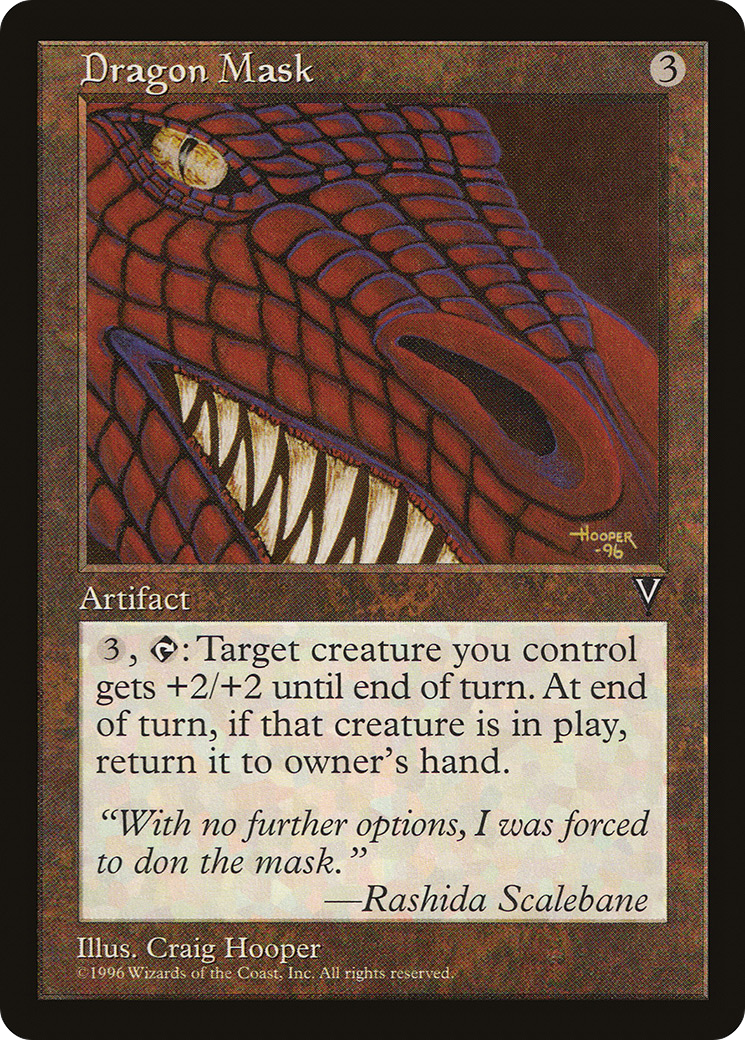 Dragon Mask
3
HOOPER
-96
Artifact
V
3, : Target creature you control
gets +2/+2 until end of turn. At end
of turn, if that creature is in play,
return it to owner's hand.
“With no further options, I was forced
to don the mask.”
—Rashida Scalebane
Illus. Craig Hooper
©1996 Wizards of the Coast, Inc. All rights reserved.